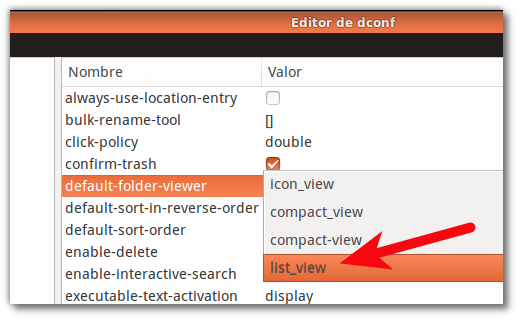 Editor de dconf
Nombre Valor
always-use-location-entry
bulk-rename-tool []
click-policy double
confirm-trash
default-folder-viewer icon_view
default-sort-in-reverse-order compact_view
default-sort-order compact-view
enable-delete list_view
enable-interactive-search
executable-text-activation display